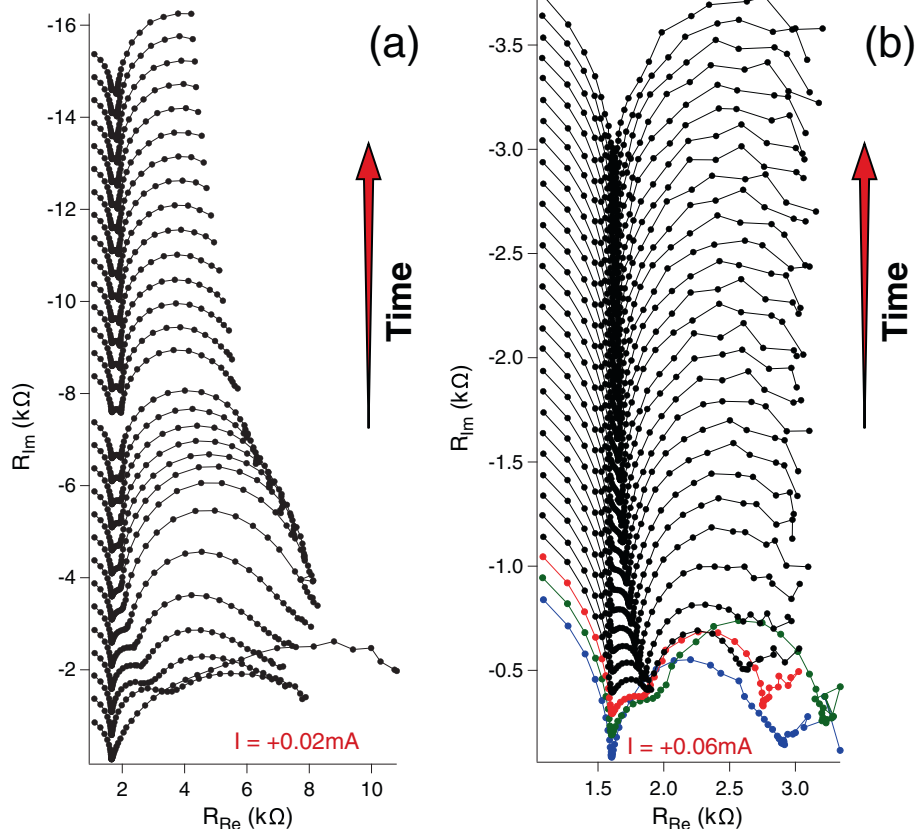 (a)
-16
-14
-12
-10
-8
-6
-4
-2
R_Im (kΩ)
Time
I = +0.02mA
2
4
6
8
10
R_Re (kΩ)
(b)
-3.5
-3.0
-2.5
-2.0
-1.5
-1.0
-0.5
R_Im (kΩ)
Time
I = +0.06mA
1.5
2.0
2.5
3.0
R_Re (kΩ)